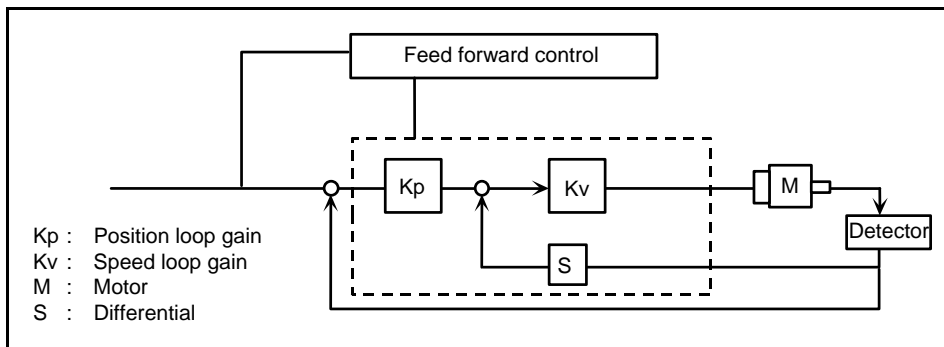 Feed forward control
Kp
Kv
M
Detector
S
Kp : Position loop gain
Kv : Speed loop gain
M : Motor
S : Differential